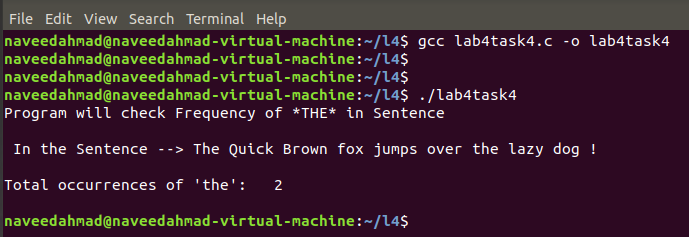 File Edit View Search Terminal Help
naveedahmad@naveedahmad-virtual-machine:~/l4$ gcc lab4task4.c -o lab4task4
naveedahmad@naveedahmad-virtual-machine:~/l4$
naveedahmad@naveedahmad-virtual-machine:~/l4$
naveedahmad@naveedahmad-virtual-machine:~/l4$ ./lab4task4
Program will check Frequency of *THE* in Sentence
In the Sentence --> The Quick Brown fox jumps over the lazy dog !
Total occurrences of 'the':   2
naveedahmad@naveedahmad-virtual-machine:~/l4$